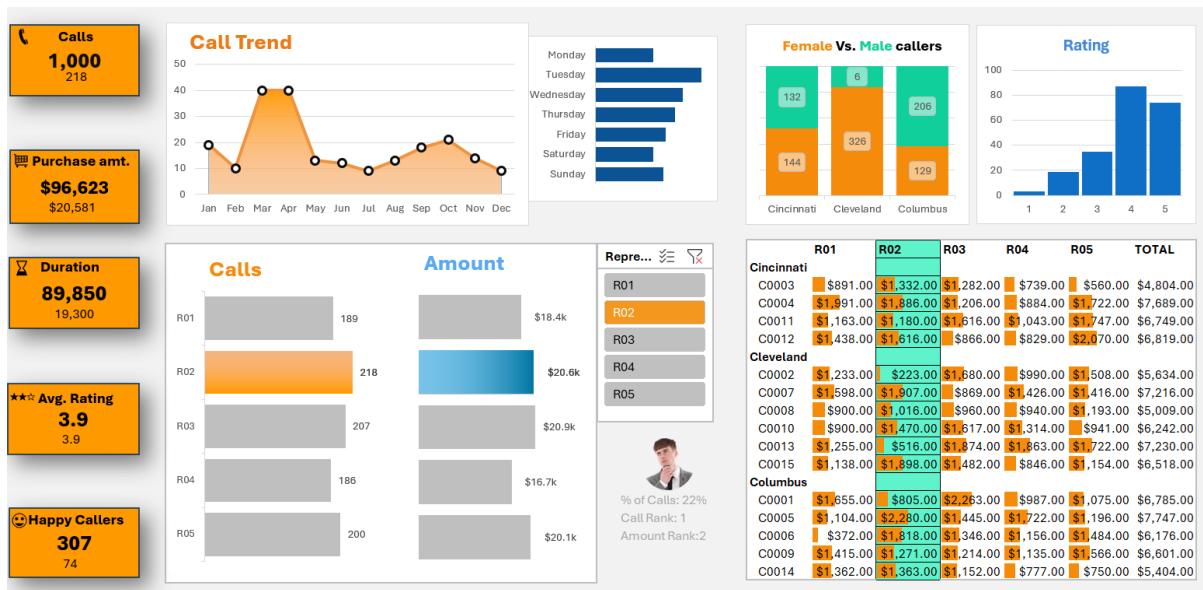 Calls
1,000
218
Purchase amt.
$96,623
$20,581
Duration
89,850
19,300
Avg. Rating
3.9
3.9
Happy Callers
307
74
Call Trend
50
40
30
20
10
0
Jan Feb Mar Apr May Jun Jul Aug Sep Oct Nov Dec
Monday
Tuesday
Wednesday
Thursday
Friday
Saturday
Sunday
Female Vs. Male callers
132 6 206
144 326 129
Cincinnati Cleveland Columbus
Rating
100
80
60
40
20
0
1 2 3 4 5
Calls
R01 189
R02 218
R03 207
R04 186
R05 200
Amount
$18.4k
$20.6k
$20.9k
$16.7k
$20.1k
Repre...
R01
R02
R03
R04
R05
% of Calls: 22%
Call Rank: 1
Amount Rank:2
R01 R02 R03 R04 R05 TOTAL
Cincinnati
C0003 $891.00 $1,332.00 $1,282.00 $739.00 $560.00 $4,804.00
C0004 $1,991.00 $1,886.00 $1,206.00 $884.00 $1,722.00 $7,689.00
C0011 $1,163.00 $1,180.00 $1,616.00 $1,043.00 $1,747.00 $6,749.00
C0012 $1,438.00 $1,616.00 $866.00 $829.00 $2,070.00 $6,819.00
Cleveland
C0002 $1,233.00 $223.00 $1,680.00 $990.00 $1,508.00 $5,634.00
C0007 $1,598.00 $1,907.00 $869.00 $1,426.00 $1,416.00 $7,216.00
C0008 $900.00 $1,016.00 $960.00 $940.00 $1,193.00 $5,009.00
C0010 $900.00 $1,470.00 $1,617.00 $1,314.00 $941.00 $6,242.00
C0013 $1,255.00 $516.00 $1,874.00 $1,863.00 $1,722.00 $7,230.00
C0015 $1,138.00 $1,898.00 $1,482.00 $846.00 $1,154.00 $6,518.00
Columbus
C0001 $1,655.00 $805.00 $2,263.00 $987.00 $1,075.00 $6,785.00
C0005 $1,104.00 $2,280.00 $1,445.00 $1,722.00 $1,196.00 $7,747.00
C0006 $372.00 $1,818.00 $1,346.00 $1,156.00 $1,484.00 $6,176.00
C0009 $1,415.00 $1,271.00 $1,214.00 $1,135.00 $1,566.00 $6,601.00
C0014 $1,362.00 $1,363.00 $1,152.00 $777.00 $750.00 $5,404.00